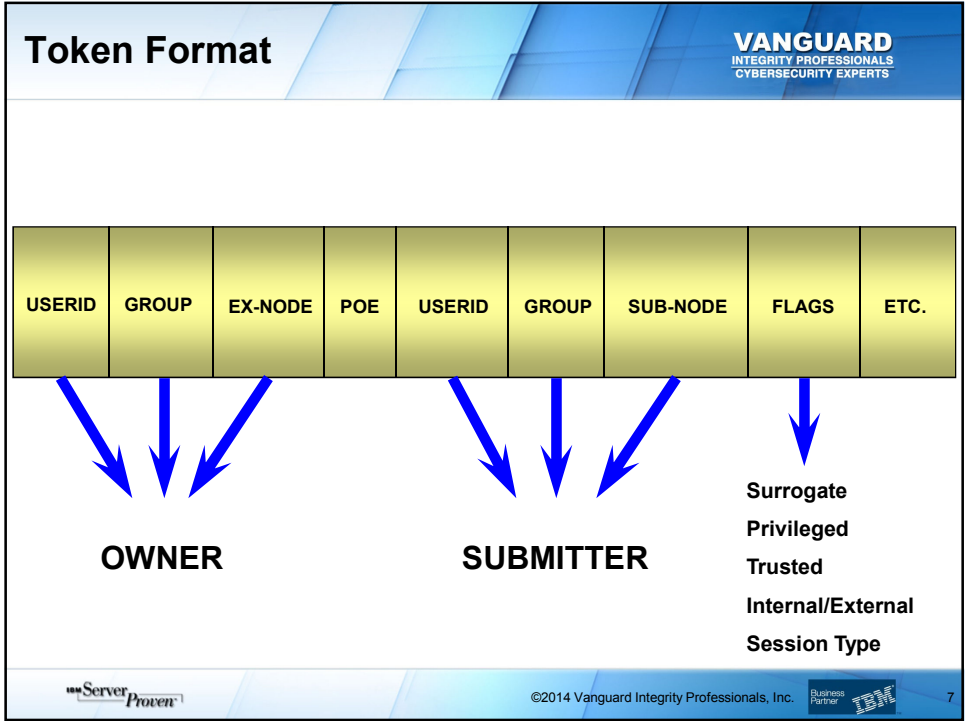 Token Format
VANGUARD
INTEGRITY PROFESSIONALS
CYBERSECURITY EXPERTS
USERID GROUP EX-NODE POE USERID GROUP SUB-NODE FLAGS ETC.
OWNER
SUBMITTER
Surrogate
Privileged
Trusted
Internal/External
Session Type
IBM Server Proven™
©2014 Vanguard Integrity Professionals, Inc.
Business
Partner
IBM
7